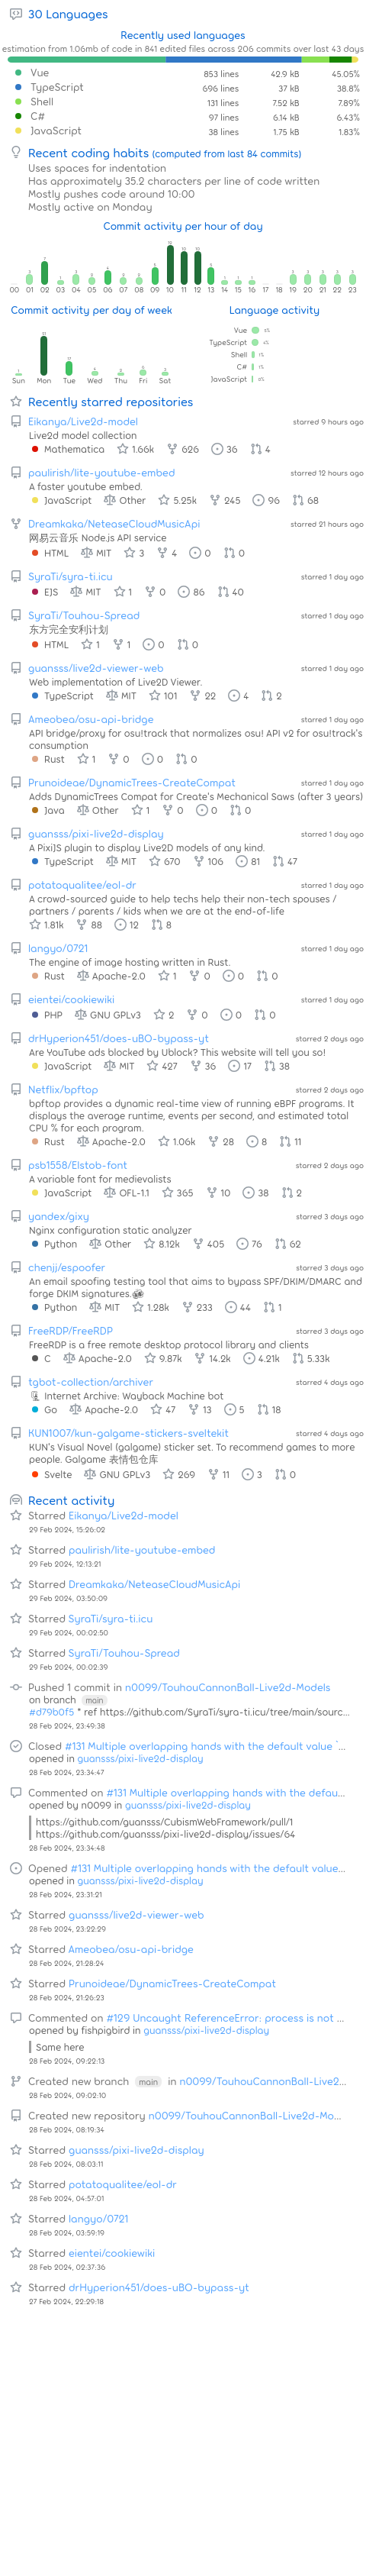 30 Languages
Recently used languages
estimation from 1.06mb of code in 841 edited files across 206 commits over last 43 days
Vue 853 lines 42.9 kB 45.05%
TypeScript 696 lines 37 kB 38.8%
Shell 131 lines 7.52 kB 7.89%
C# 97 lines 6.14 kB 6.43%
JavaScript 38 lines 1.75 kB 1.83%
Recent coding habits (computed from last 84 commits)
Uses spaces for indentation
Has approximately 35.2 characters per line of code written
Mostly pushes code around 10:00
Mostly active on Monday
Commit activity per hour of day
00 01 02 03 04 05 06 07 08 09 10 11 12 13 14 15 16 17 18 19 20 21 22 23
Commit activity per day of week
Language activity
Vue
TypeScript
Shell
C#
JavaScript
Sun Mon Tue Wed Thu Fri Sat
Recently starred repositories
Eikanya/Live2d-model starred 9 hours ago
Live2d model collection
Mathematica 1.66k 626 36 4
paulirish/lite-youtube-embed starred 12 hours ago
A faster youtube embed.
JavaScript Other 5.25k 245 96 68
Dreamkaka/NeteaseCloudMusicApi starred 21 hours ago
网易云音乐 Node.js API service
HTML MIT 3 4 0 0
SyraTi/syra-ti.icu starred 1 day ago
EJS MIT 1 0 86 40
SyraTi/Touhou-Spread starred 1 day ago
东方完全安利计划
HTML 1 1 0 0
guansss/live2d-viewer-web starred 1 day ago
Web implementation of Live2D Viewer.
TypeScript MIT 101 22 4 2
Ameobea/osu-api-bridge starred 1 day ago
API bridge/proxy for osu!track that normalizes osu! API v2 for osu!track's
consumption
Rust 1 0 0 0
Prunoideae/DynamicTrees-CreateCompat starred 1 day ago
Adds DynamicTrees Compat for Create's Mechanical Saws (after 3 years)
Java Other 1 0 0 0
guansss/pixi-live2d-display starred 1 day ago
A PixiJS plugin to display Live2D models of any kind.
TypeScript MIT 670 106 81 47
potatoqualitee/eol-dr starred 1 day ago
A crowd-sourced guide to help techs help their non-tech spouses /
partners / parents / kids when we are at the end-of-life
1.81k 88 12 8
langyo/0721 starred 1 day ago
The engine of image hosting written in Rust.
Rust Apache-2.0 1 0 0 0
eientei/cookiewiki starred 1 day ago
PHP GNU GPLv3 2 0 0 0
drHyperion451/does-uBO-bypass-yt starred 2 days ago
Are YouTube ads blocked by Ublock? This website will tell you so!
JavaScript MIT 427 36 17 38
Netflix/bpftop starred 2 days ago
bpftop provides a dynamic real-time view of running eBPF programs. It
displays the average runtime, events per second, and estimated total
CPU % for each program.
Rust Apache-2.0 1.06k 28 8 11
psb1558/Elstob-font starred 2 days ago
A variable font for medievalists
JavaScript OFL-1.1 365 10 38 2
yandex/gixy starred 3 days ago
Nginx configuration static analyzer
Python Other 8.12k 405 76 62
chenjj/espoofer starred 3 days ago
An email spoofing testing tool that aims to bypass SPF/DKIM/DMARC and
forge DKIM signatures.
Python MIT 1.28k 233 44 1
FreeRDP/FreeRDP starred 3 days ago
FreeRDP is a free remote desktop protocol library and clients
C Apache-2.0 9.87k 14.2k 4.21k 5.33k
tgbot-collection/archiver starred 4 days ago
Internet Archive: Wayback Machine bot
Go Apache-2.0 47 13 5 18
KUN1007/kun-galgame-stickers-sveltekit starred 4 days ago
KUN's Visual Novel (galgame) sticker set. To recommend games to more
people. Galgame 表情包仓库
Svelte GNU GPLv3 269 11 3 0
Recent activity
Starred Eikanya/Live2d-model
29 Feb 2024, 15:26:02
Starred paulirish/lite-youtube-embed
29 Feb 2024, 12:13:21
Starred Dreamkaka/NeteaseCloudMusicApi
29 Feb 2024, 03:50:09
Starred SyraTi/syra-ti.icu
29 Feb 2024, 00:02:50
Starred SyraTi/Touhou-Spread
29 Feb 2024, 00:02:39
Pushed 1 commit in n0099/TouhouCannonBall-Live2d-Models
on branch main
#d79b0f5 * ref https://github.com/SyraTi/syra-ti.icu/tree/main/sourc...
28 Feb 2024, 23:49:38
Closed #131 Multiple overlapping hands with the default value `...
opened in guansss/pixi-live2d-display
28 Feb 2024, 23:34:47
Commented on #131 Multiple overlapping hands with the defau...
opened by n0099 in guansss/pixi-live2d-display
https://github.com/guansss/CubismWebFramework/pull/1
https://github.com/guansss/pixi-live2d-display/issues/64
28 Feb 2024, 23:34:48
Opened #131 Multiple overlapping hands with the default value...
opened in guansss/pixi-live2d-display
28 Feb 2024, 23:31:21
Starred guansss/live2d-viewer-web
28 Feb 2024, 23:22:29
Starred Ameobea/osu-api-bridge
28 Feb 2024, 21:28:24
Starred Prunoideae/DynamicTrees-CreateCompat
28 Feb 2024, 21:26:23
Commented on #129 Uncaught ReferenceError: process is not ...
opened by fishpigbird in guansss/pixi-live2d-display
Same here
28 Feb 2024, 09:22:13
Created new branch main in n0099/TouhouCannonBall-Live2...
28 Feb 2024, 09:02:10
Created new repository n0099/TouhouCannonBall-Live2d-Mo...
28 Feb 2024, 08:19:34
Starred guansss/pixi-live2d-display
28 Feb 2024, 08:03:11
Starred potatoqualitee/eol-dr
28 Feb 2024, 04:57:01
Starred langyo/0721
28 Feb 2024, 03:59:19
Starred eientei/cookiewiki
28 Feb 2024, 02:37:36
Starred drHyperion451/does-uBO-bypass-yt
27 Feb 2024, 22:29:18